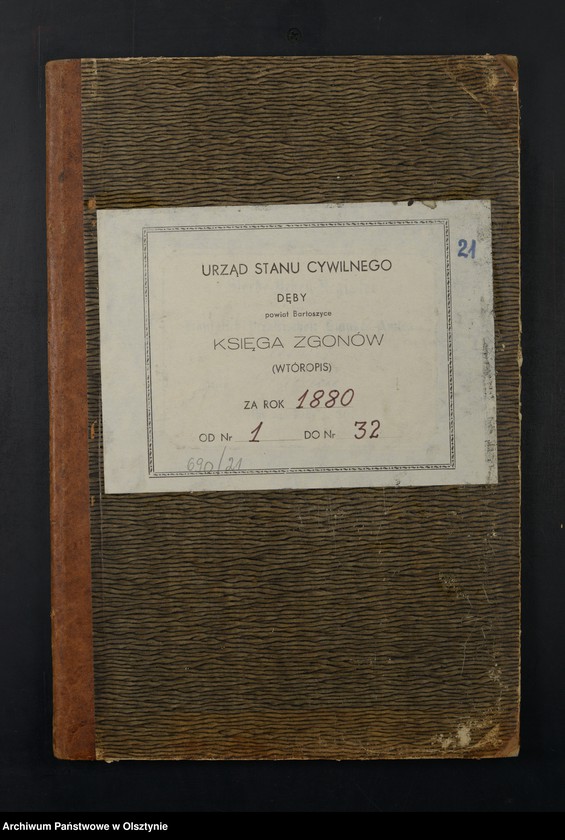 21
URZĄD STANU CYWILNEGO
DĘBY
powiat Bartoszyce
KSIĘGA ZGONÓW
(WTÓROPIS)
ZA ROK 1880
OD Nr 1 DO Nr 32
690/21
Archiwum Państwowe w Olsztynie